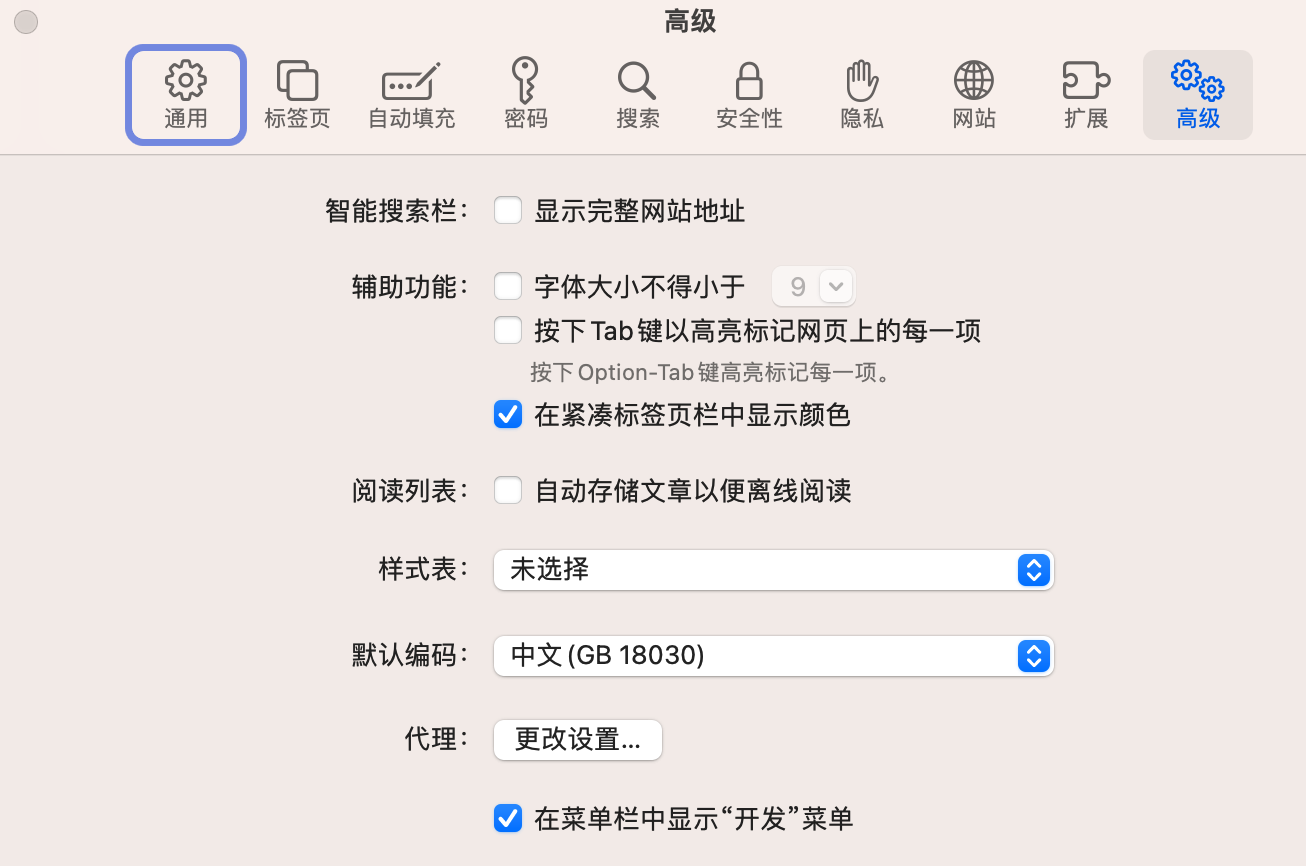 高级
通用 标签页 自动填充 密码 搜索 安全性 隐私 网站 扩展 高级
智能搜索栏： 显示完整网站地址
辅助功能： 字体大小不得小于 9
按下 Tab 键以高亮标记网页上的每一项
按下 Option-Tab 键高亮标记每一项。
在紧凑标签页栏中显示颜色
阅读列表： 自动存储文章以便离线阅读
样式表： 未选择
默认编码： 中文 (GB 18030)
代理： 更改设置...
在菜单栏中显示“开发”菜单